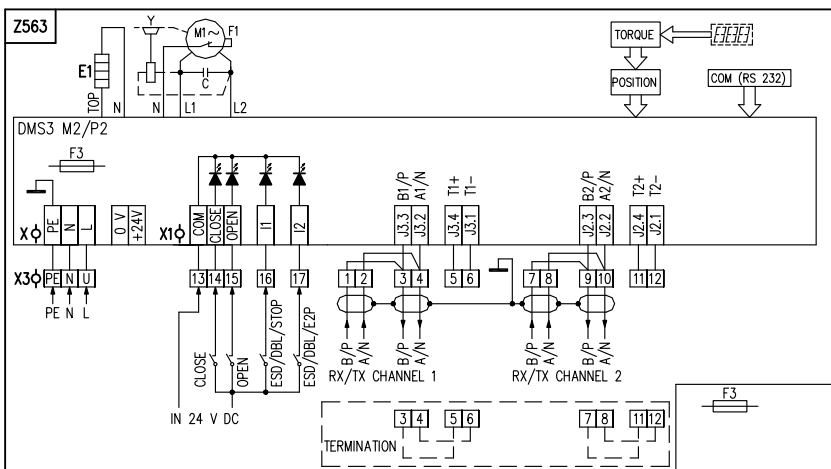 Z563
Y
M1~
F1
E1
C
TOP
N
N
L1
L2
TORQUE
POSITION
COM (RS 232)
DMS3 M2/P2
F3
X
PE
N
L
0 V
+24V
X1
COM
CLOSE
OPEN
I1
I2
J3.3
J3.2
J3.4
J3.1
B1/P
A1/N
T1+
T1-
J2.3
J2.2
J2.4
J2.1
B2/P
A2/N
T2+
T2-
X3
PE
N
U
13
14
15
16
17
1
2
3
4
5
6
7
8
9
10
11
12
PE N L
CLOSE
OPEN
ESD/DBL/STOP
ESD/DBL/E2P
B/P
A/N
B/P
A/N
B/P
A/N
B/P
A/N
RX/TX CHANNEL 1
RX/TX CHANNEL 2
IN 24 V DC
TERMINATION
3 4
5 6
7 8
11 12
F3